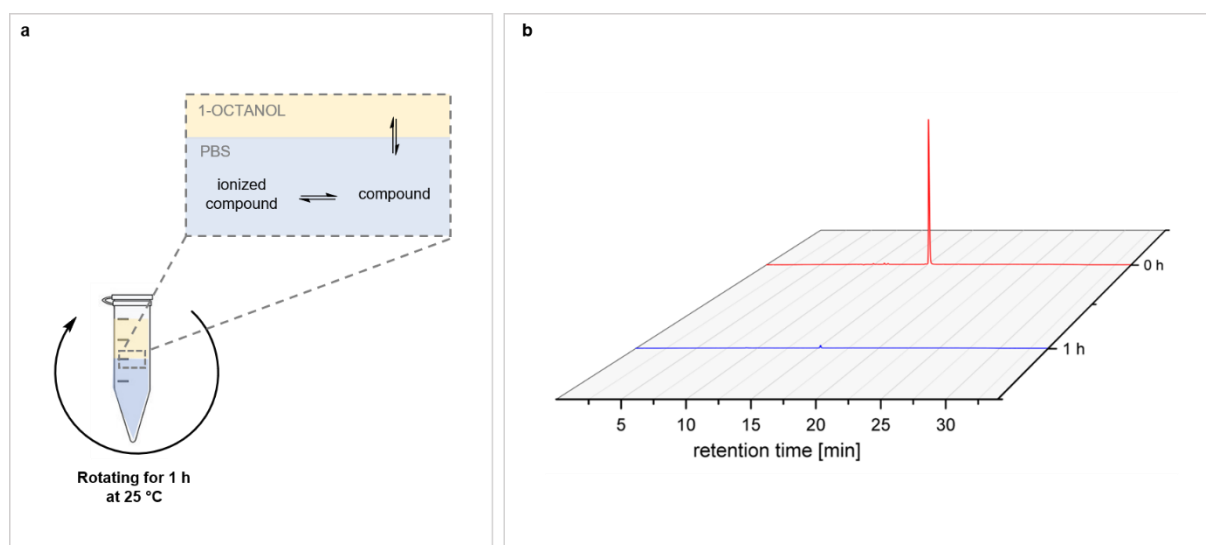 a
1-OCTANOL
PBS
ionized
compound
compound
Rotating for 1 h
at 25 °C
b
0 h
1 h
5 10 15 20 25 30
retention time [min]